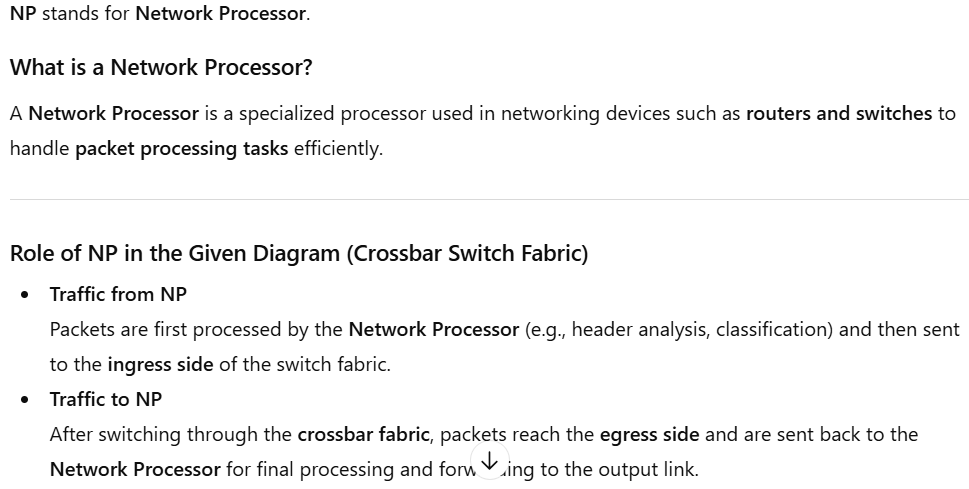 NP stands for Network Processor.
What is a Network Processor?
A Network Processor is a specialized processor used in networking devices such as routers and switches to
handle packet processing tasks efficiently.
Role of NP in the Given Diagram (Crossbar Switch Fabric)
• Traffic from NP
Packets are first processed by the Network Processor (e.g., header analysis, classification) and then sent
to the ingress side of the switch fabric.
• Traffic to NP
After switching through the crossbar fabric, packets reach the egress side and are sent back to the
Network Processor for final processing and to the output link.